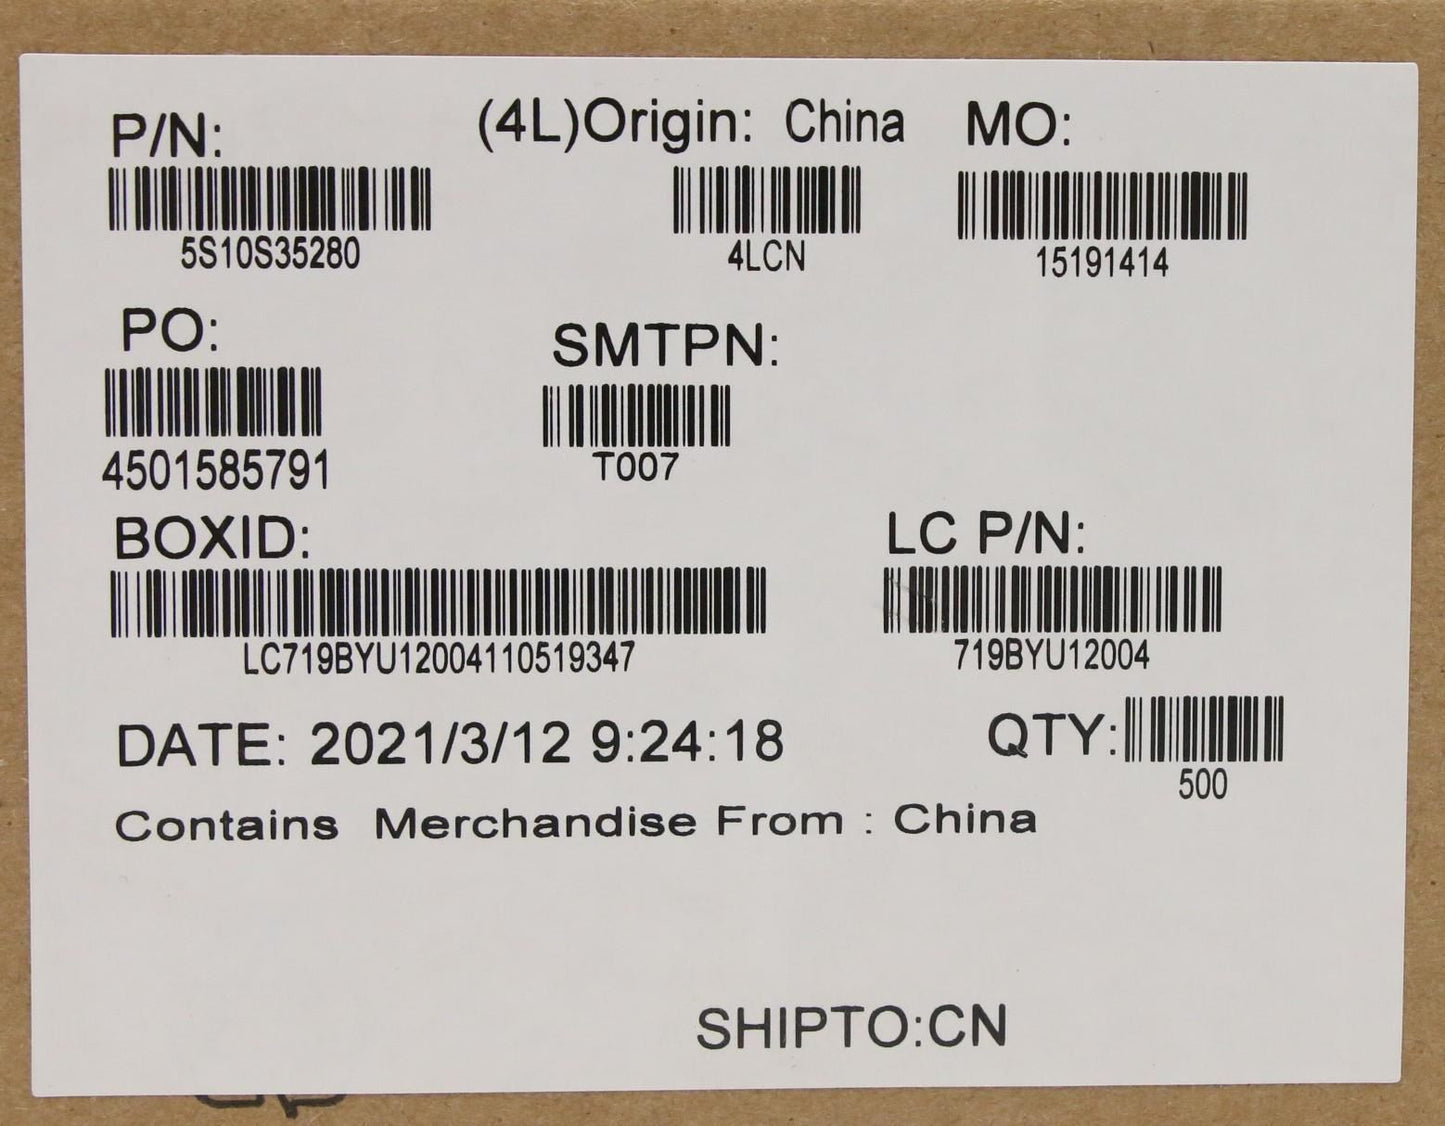 P/N: (4L)Origin: China MO:
5S10S35280 4LCN 15191414
PO: SMTPN:
4501585791 T007
BOXID: LC P/N:
LC719BYU12004110519347 719BYU12004
DATE: 2021/3/12 9:24:18 QTY:
500
Contains Merchandise From : China
SHIPTO:CN